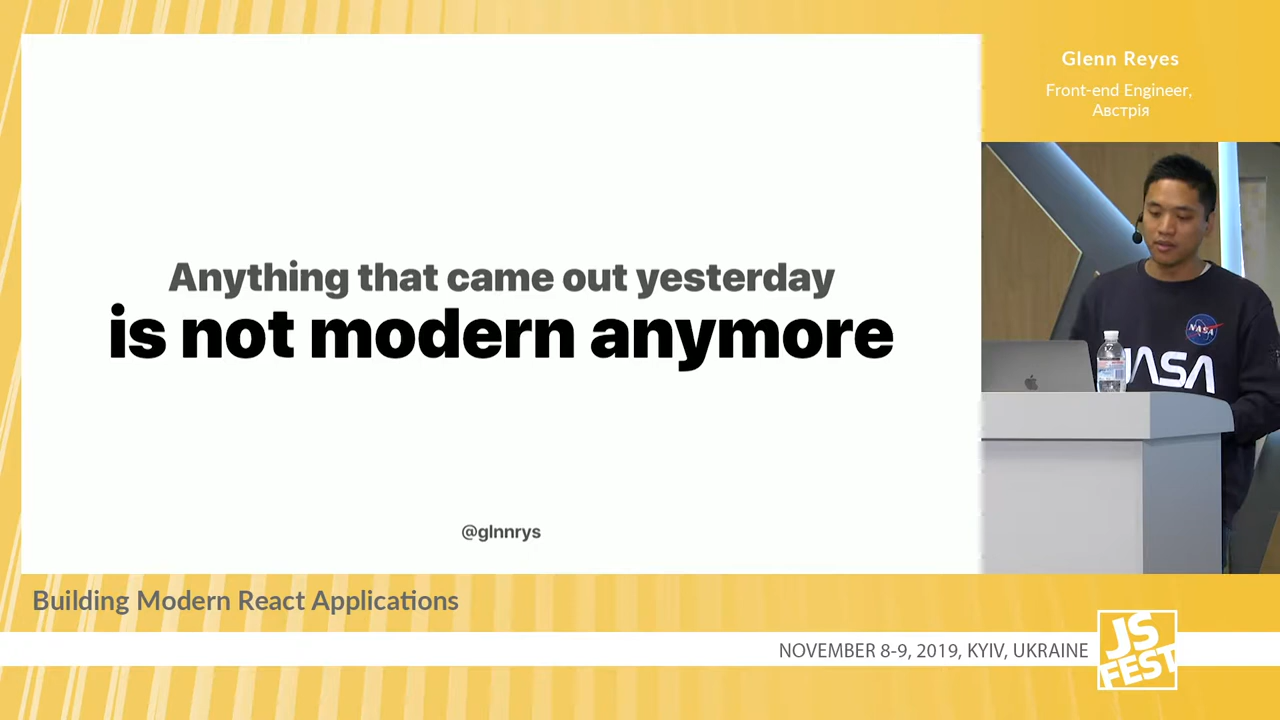 Anything that came out yesterday
is not modern anymore
@glnnrys
Glenn Reyes
Front-end Engineer,
Австрія
NASA
NASA
Building Modern React Applications
NOVEMBER 8-9, 2019, KYIV, UKRAINE
JS
FEST